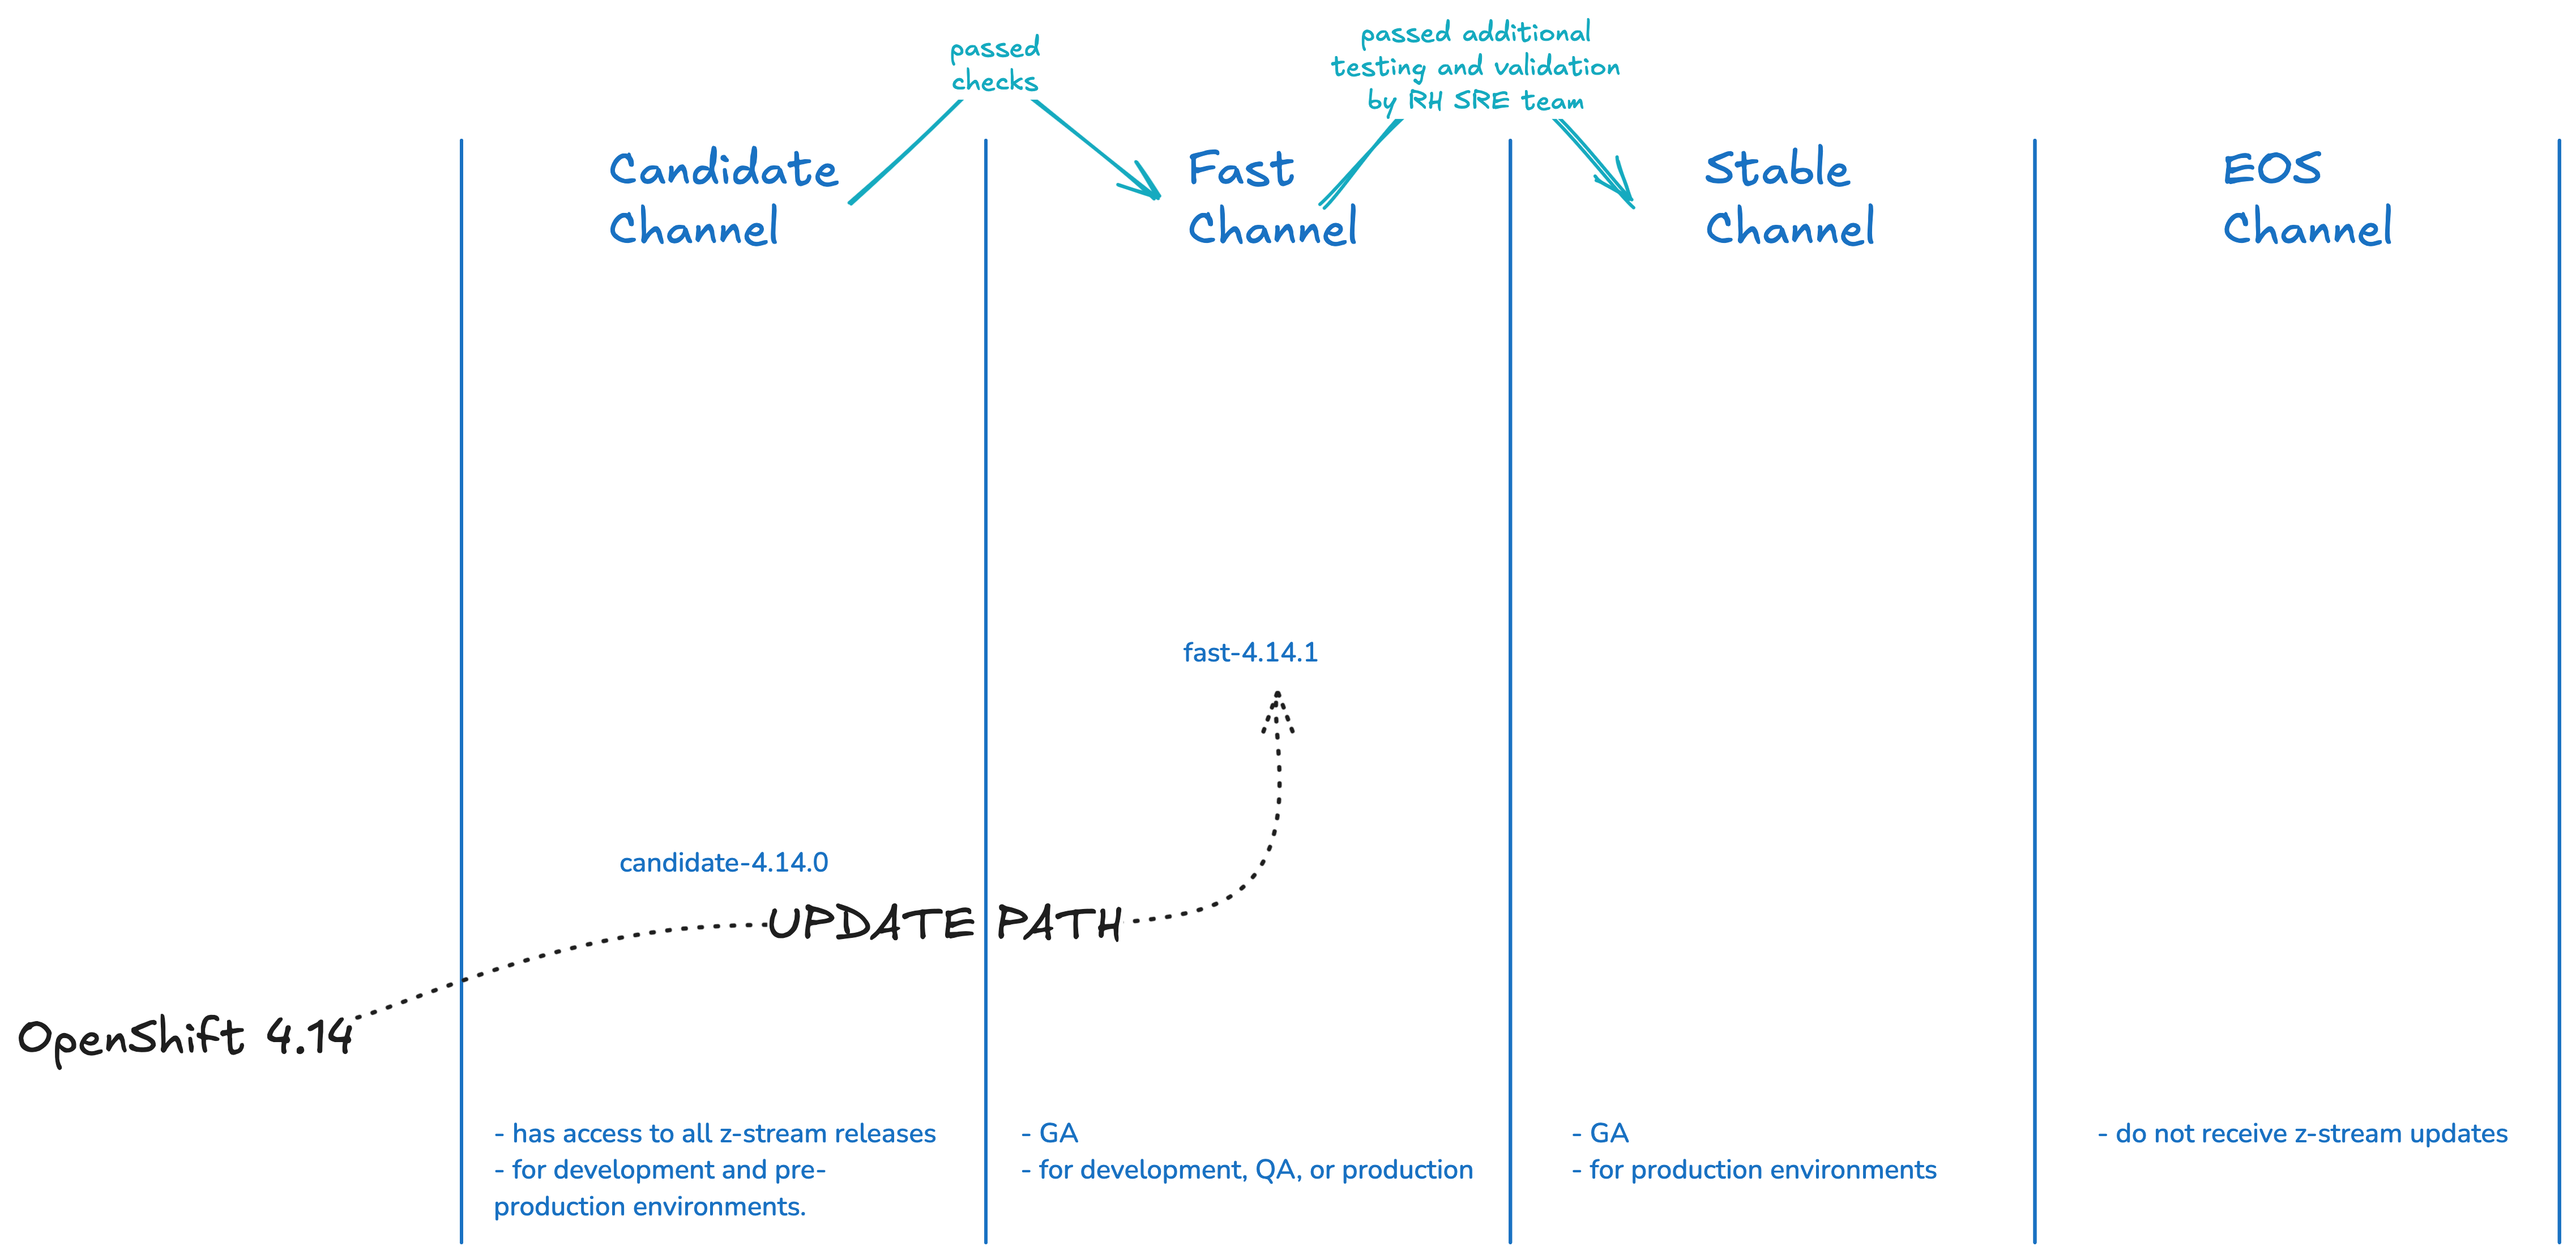 passed
checks
passed additional
testing and validation
by RH SRE team
Candidate
Channel
Fast
Channel
Stable
Channel
EOS
Channel
fast-4.14.1
candidate-4.14.0
UPDATE PATH
OpenShift 4.14
- has access to all z-stream releases
- for development and pre-
production environments.
- GA
- for development, QA, or production
- GA
- for production environments
- do not receive z-stream updates